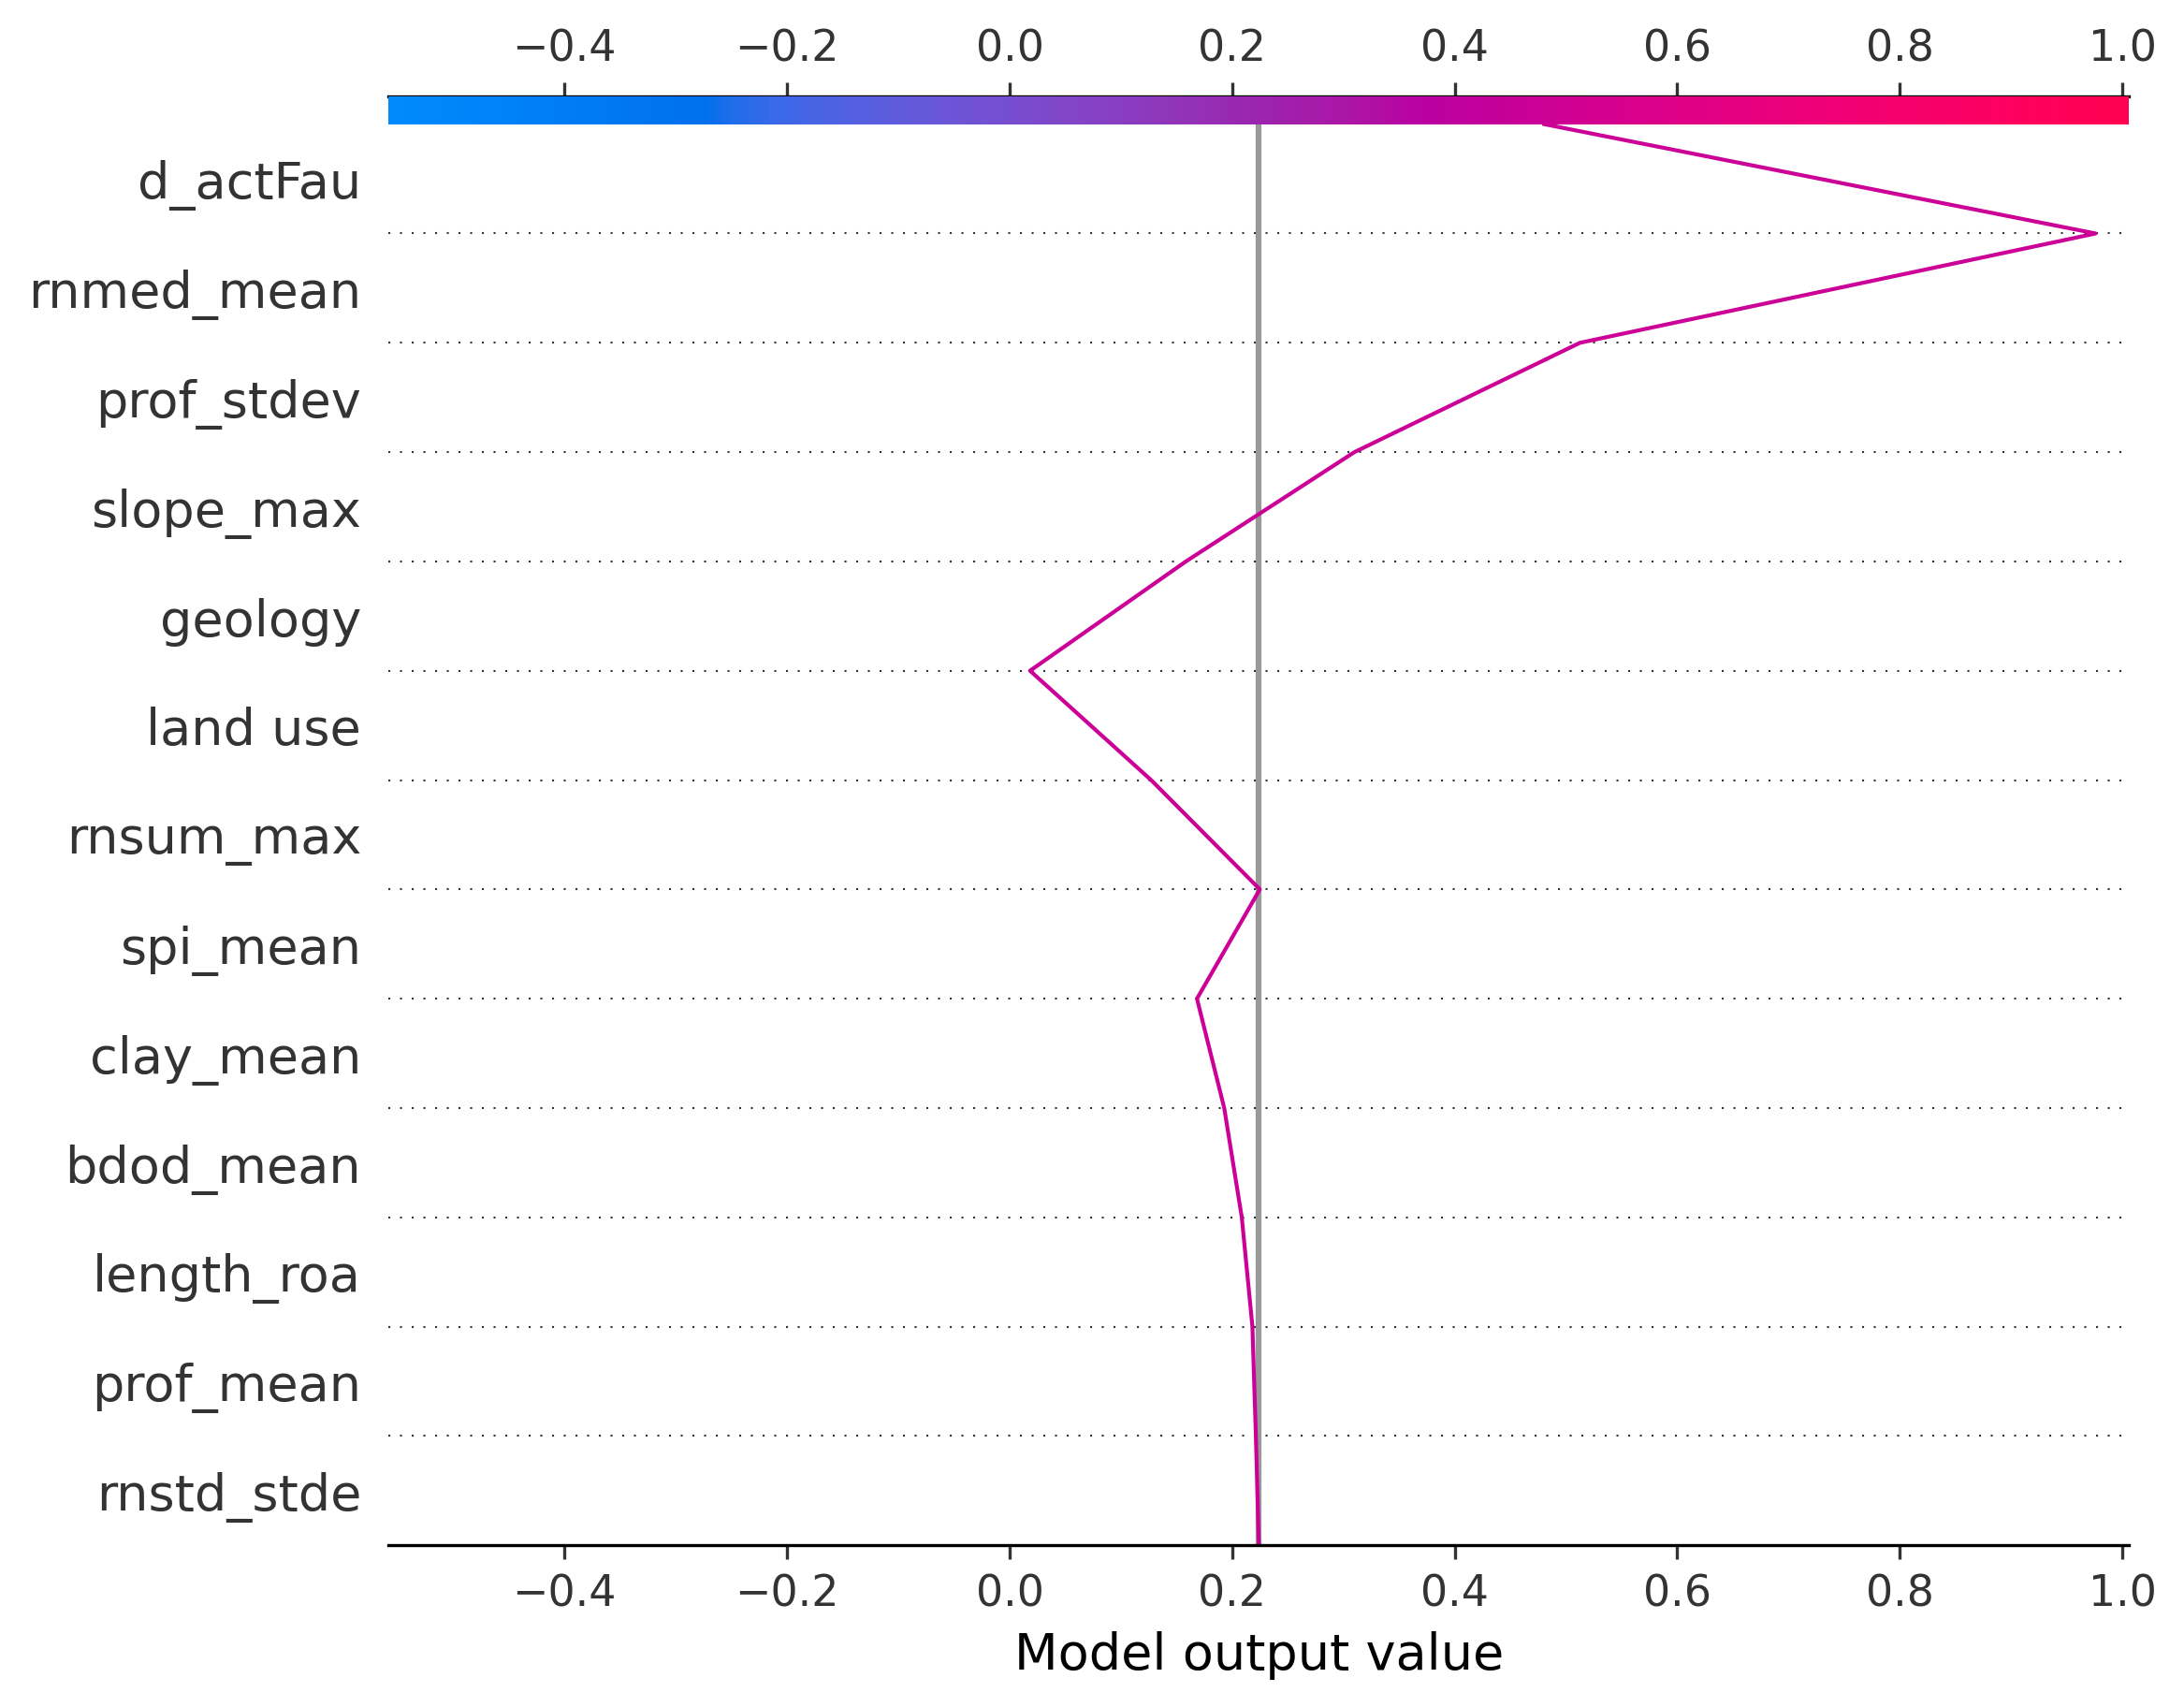 −0.4 −0.2 0.0 0.2 0.4 0.6 0.8 1.0
d_actFau
rnmed_mean
prof_stdev
slope_max
geology
land use
rnsum_max
spi_mean
clay_mean
bdod_mean
length_roa
prof_mean
rnstd_stde
−0.4 −0.2 0.0 0.2 0.4 0.6 0.8 1.0
Model output value